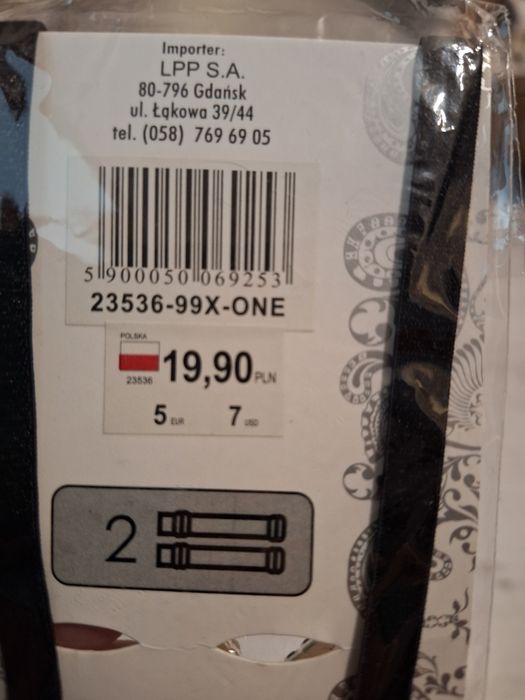 Importer:
LPP S.A.
80-796 Gdańsk
ul. Łąkowa 39/44
tel. (058) 769 69 05
5 900050 069253
23536-99X-ONE
POLSKA
23536
19,90 PLN
5 EUR 7 USD
2